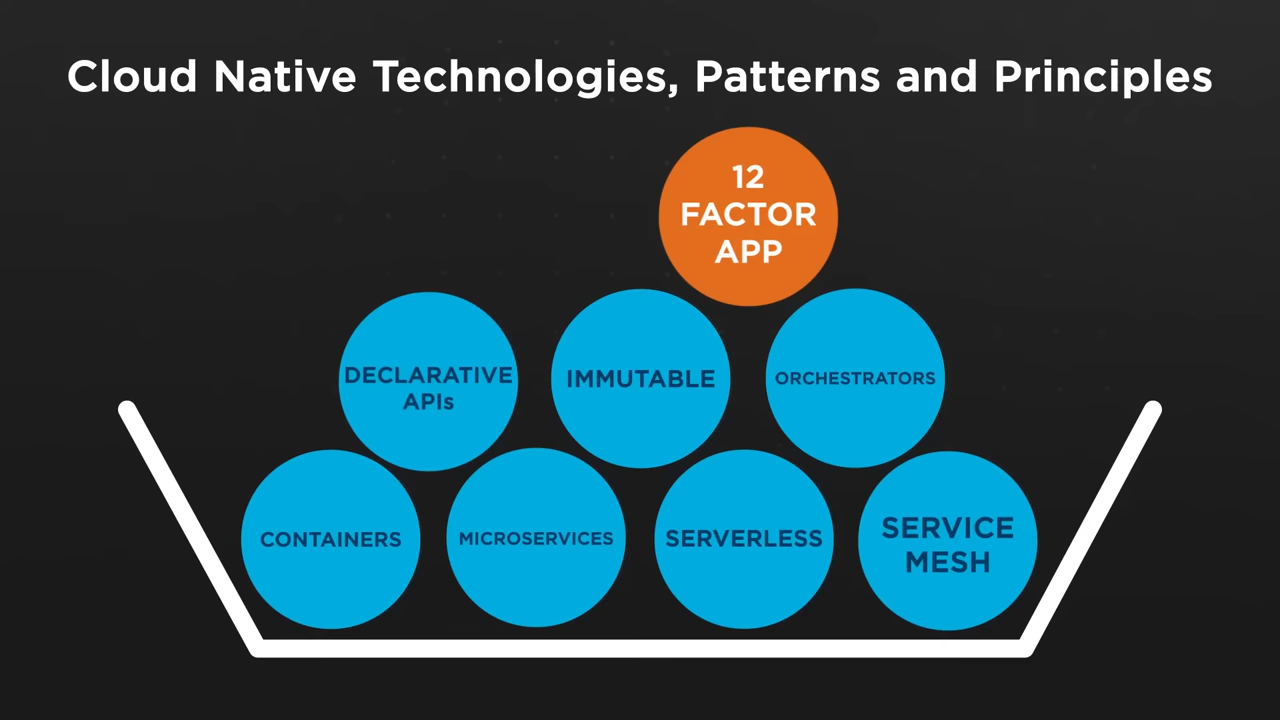 Cloud Native Technologies, Patterns and Principles
12
FACTOR
APP
DECLARATIVE
APIs
IMMUTABLE
ORCHESTRATORS
CONTAINERS
MICROSERVICES
SERVERLESS
SERVICE
MESH